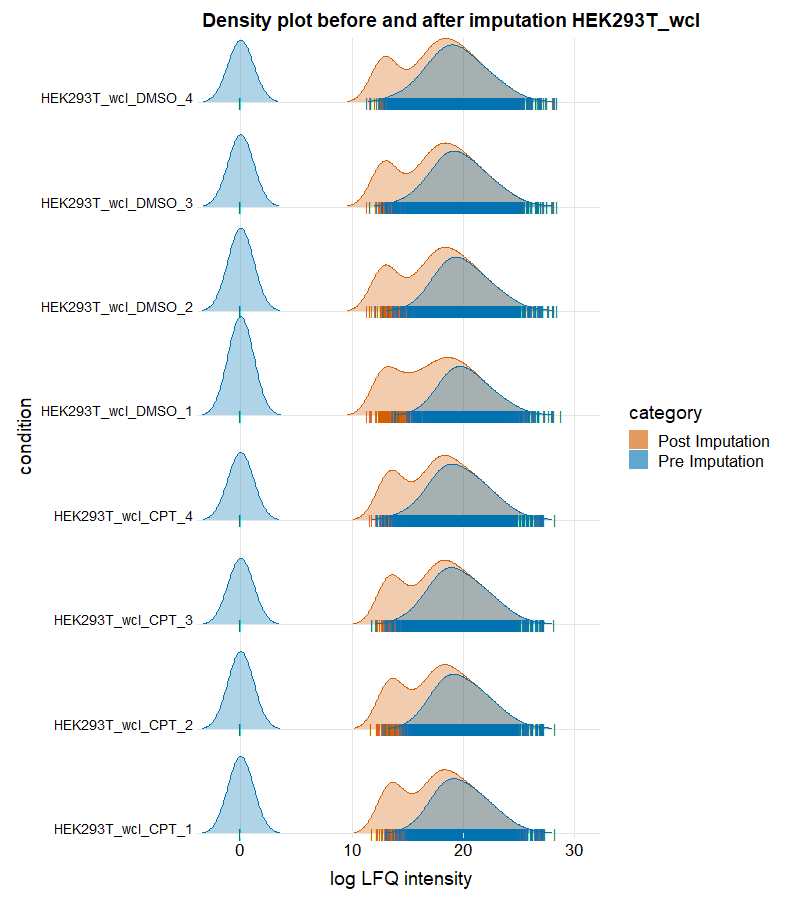 Density plot before and after imputation HEK293T_wcl
HEK293T_wcl_DMSO_4
HEK293T_wcl_DMSO_3
HEK293T_wcl_DMSO_2
HEK293T_wcl_DMSO_1
HEK293T_wcl_CPT_4
HEK293T_wcl_CPT_3
HEK293T_wcl_CPT_2
HEK293T_wcl_CPT_1
condition
0 10 20 30
log LFQ intensity
category
Post Imputation
Pre Imputation